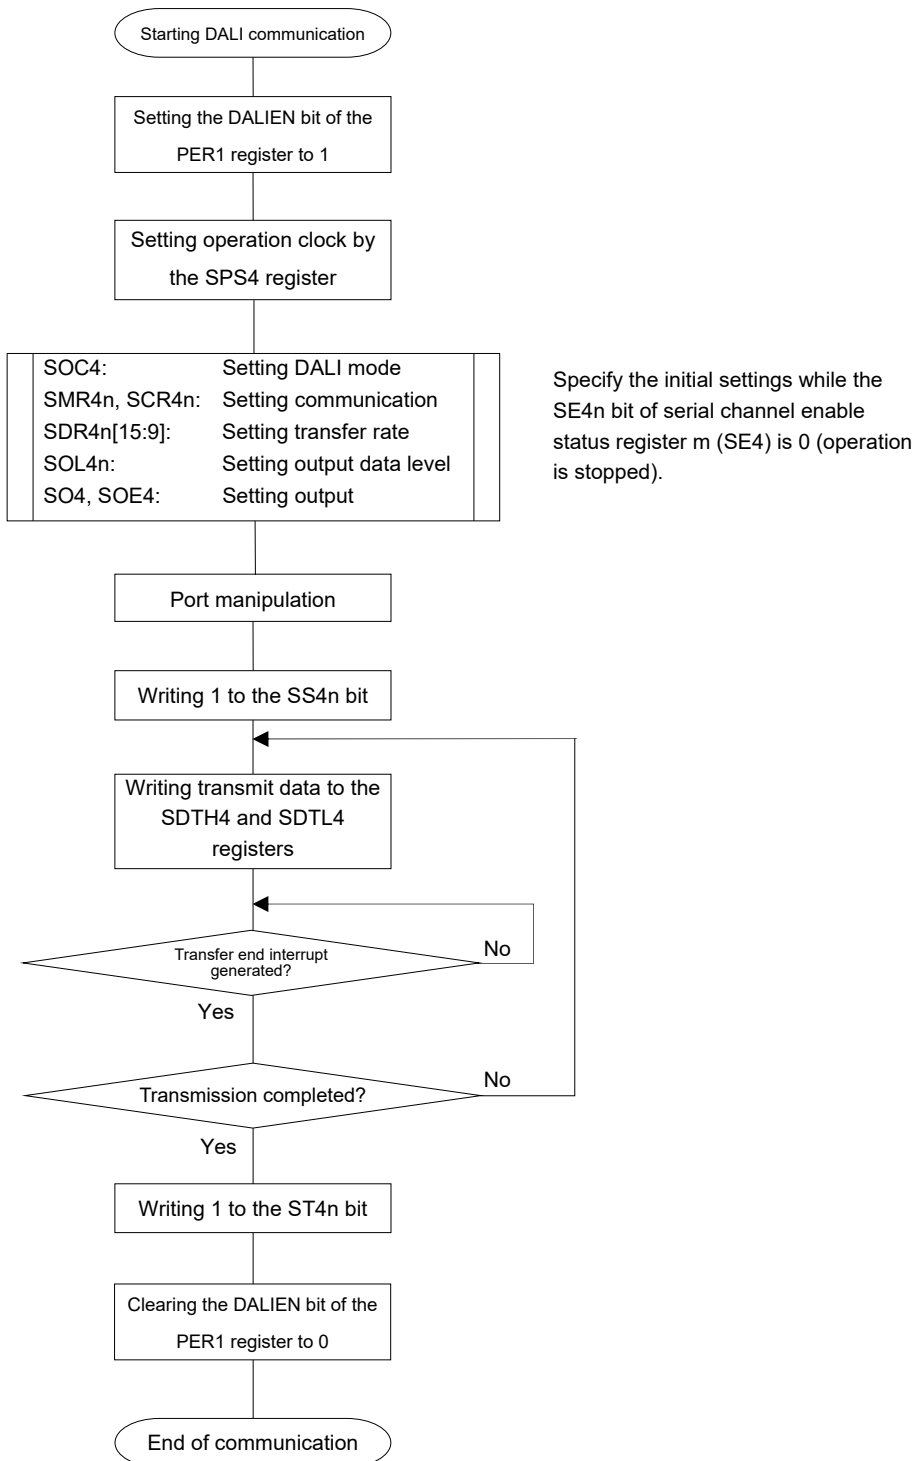 Starting DALI communication
Setting the DALIEN bit of the
PER1 register to 1
Setting operation clock by
the SPS4 register
SOC4: Setting DALI mode
SMR4n, SCR4n: Setting communication
SDR4n[15:9]: Setting transfer rate
SOL4n: Setting output data level
SO4, SOE4: Setting output
Specify the initial settings while the
SE4n bit of serial channel enable
status register m (SE4) is 0 (operation
is stopped).
Port manipulation
Writing 1 to the SS4n bit
Writing transmit data to the
SDTH4 and SDTL4
registers
Transfer end interrupt
generated?
No
Yes
Transmission completed?
No
Yes
Writing 1 to the ST4n bit
Clearing the DALIEN bit of the
PER1 register to 0
End of communication